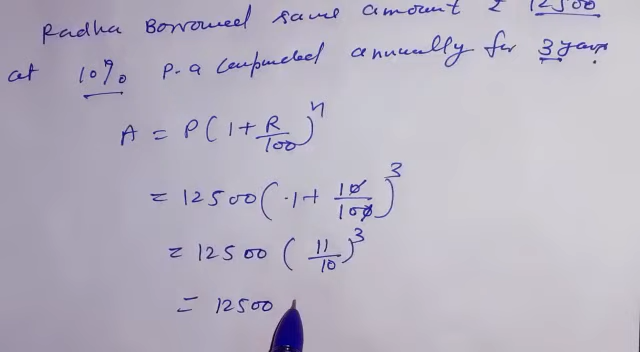 Radha Borrowed same amount ₹ 12500
at 10% p.a compounded annually for 3 years.
A = P(1+R/100)^n
= 12500(1+10/100)^3
= 12500(11/10)^3
= 12500